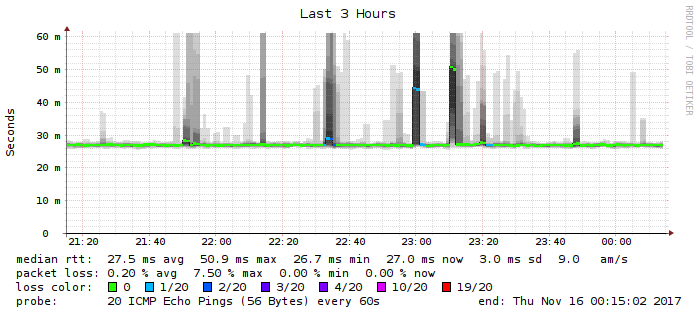 Last 3 Hours
RRDTOOL / TOBI OETIKER
Seconds
60 m
50 m
40 m
30 m
20 m
10 m
0
21:20 21:40 22:00 22:20 22:40 23:00 23:20 23:40 00:00
median rtt: 27.5 ms avg 50.9 ms max 26.7 ms min 27.0 ms now 3.0 ms sd 9.0 am/s
packet loss: 0.20 % avg 7.50 % max 0.00 % min 0.00 % now
loss color: 0 1/20 2/20 3/20 4/20 10/20 19/20
probe: 20 ICMP Echo Pings (56 Bytes) every 60s end: Thu Nov 16 00:15:02 2017